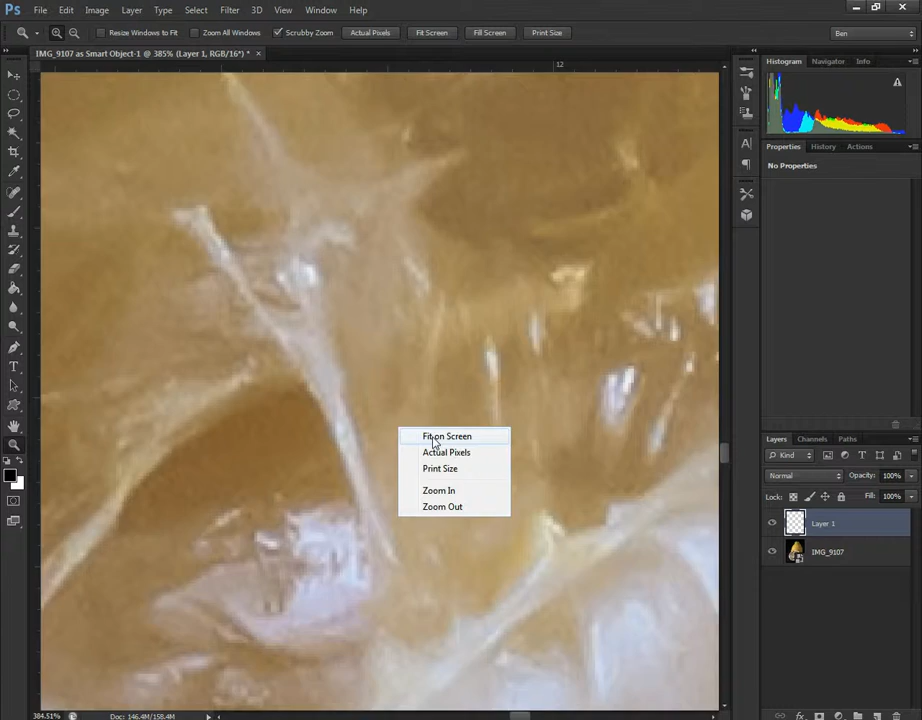 Ps File Edit Image Layer Type Select Filter 3D View Window Help
Resize Windows to Fit Zoom All Windows Scrubby Zoom Actual Pixels Fit Screen Fill Screen Print Size Ben
IMG_9107 as Smart Object-1 @ 385% (Layer 1, RGB/16*) * ×
12
Histogram Navigator Info
Properties History Actions
No Properties
Fit on Screen
Actual Pixels
Print Size
Zoom In
Zoom Out
Layers Channels Paths
Kind
Normal Opacity: 100%
Lock: Fill: 100%
Layer 1
IMG_9107
384.51% Doc: 146.4M/158.4M